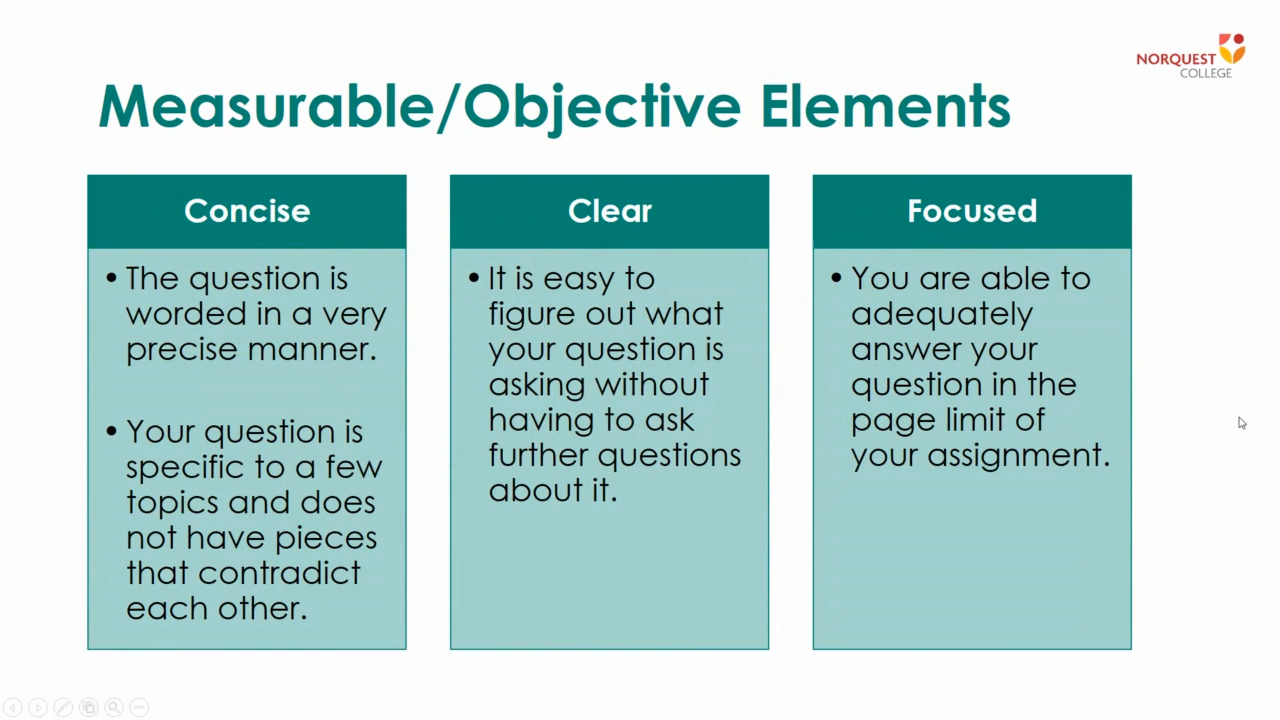 NORQUEST
COLLEGE
Measurable/Objective Elements
Concise
• The question is
worded in a very
precise manner.
• Your question is
specific to a few
topics and does
not have pieces
that contradict
each other.
Clear
• It is easy to
figure out what
your question is
asking without
having to ask
further questions
about it.
Focused
• You are able to
adequately
answer your
question in the
page limit of
your assignment.